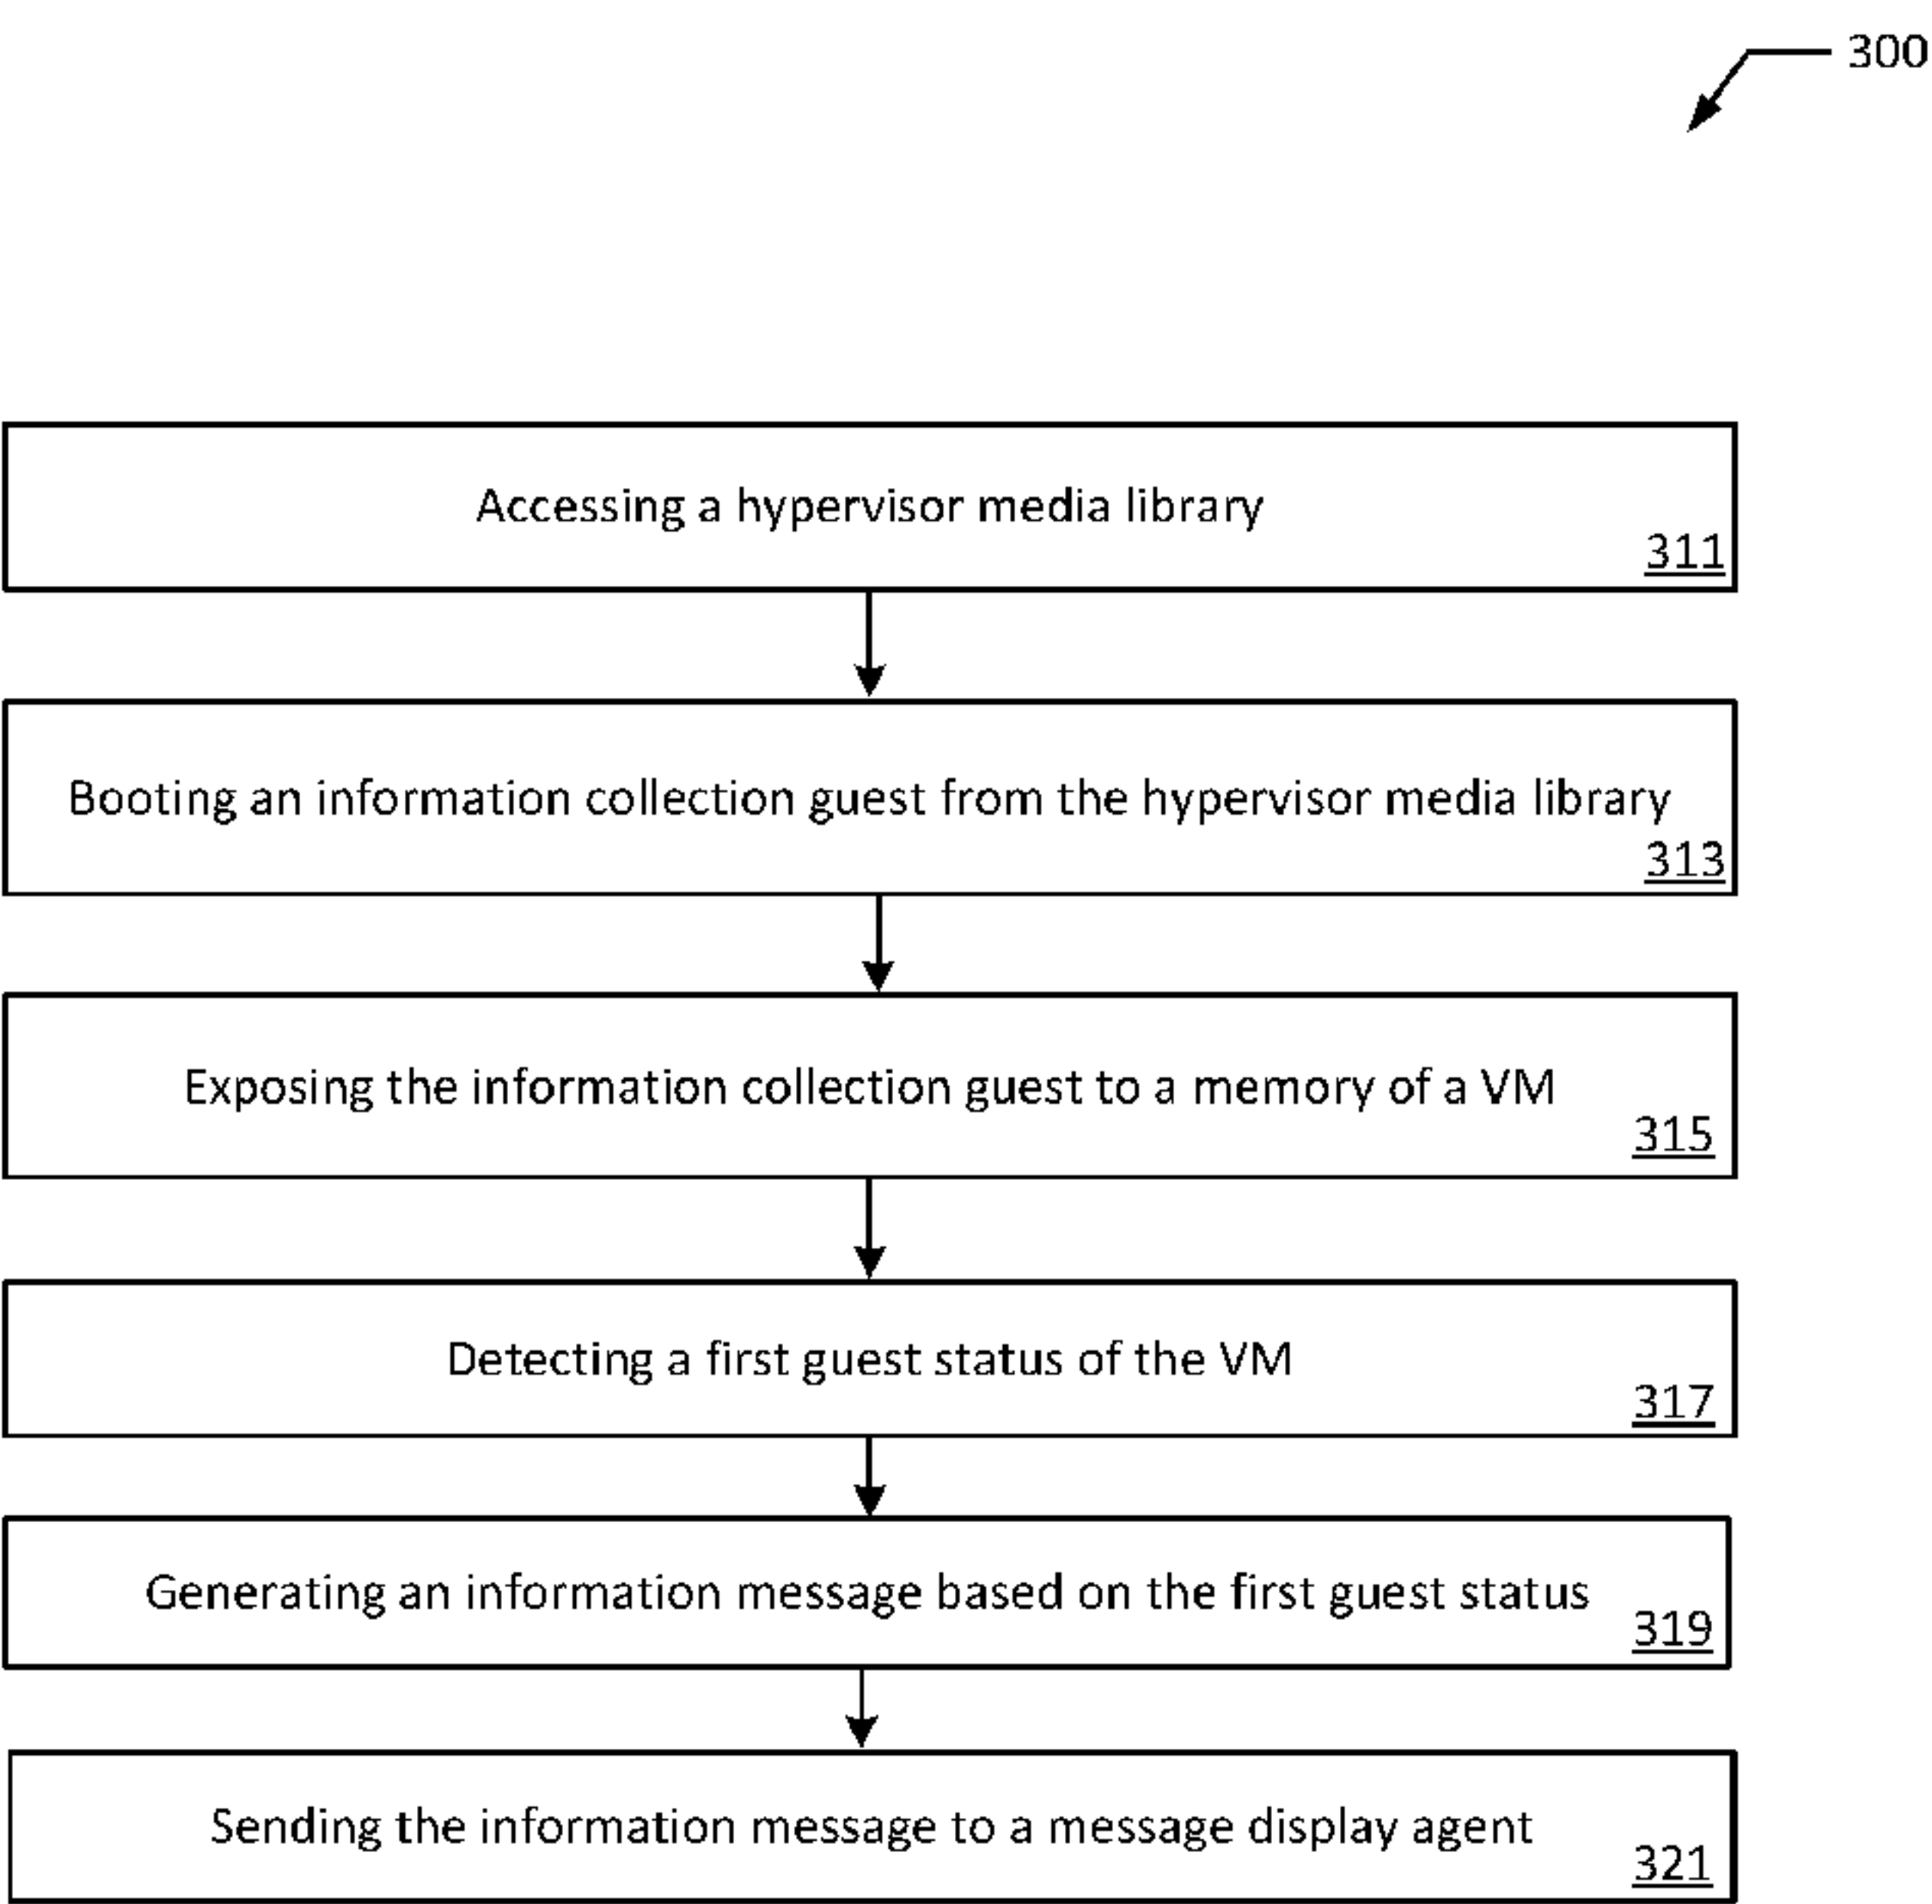 300
Accessing a hypervisor media library
311
Booting an information collection guest from the hypervisor media library
313
Exposing the information collection guest to a memory of a VM
315
Detecting a first guest status of the VM
317
Generating an information message based on the first guest status
319
Sending the information message to a message display agent
321